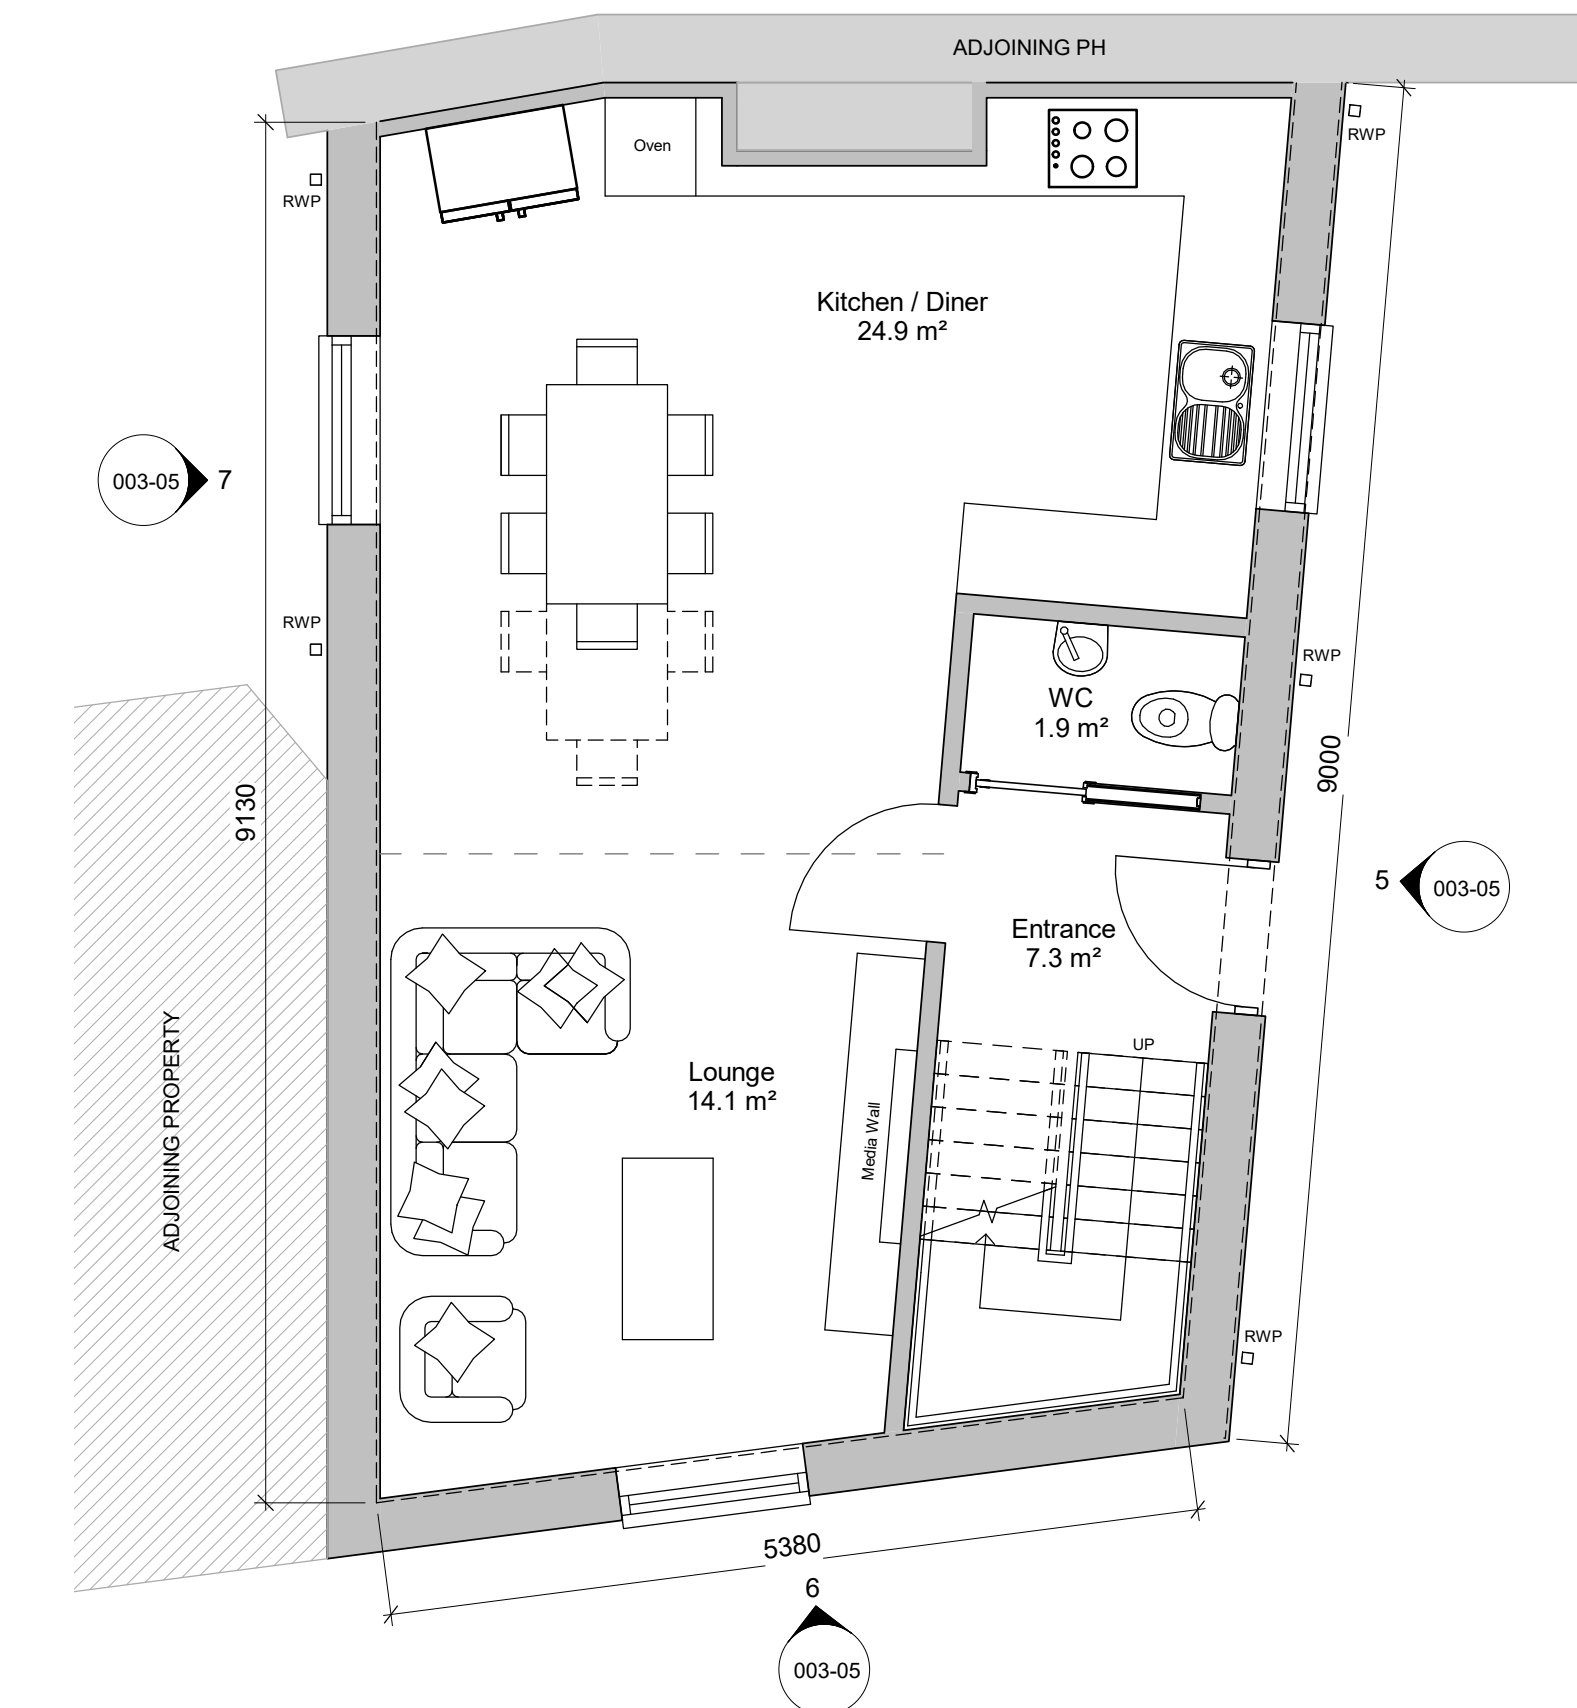 ADJOINING PH
RWP
Oven
RWP
Kitchen / Diner
24.9 m²
003-05
7
RWP
RWP
WC
1.9 m²
9000
9130
5
003-05
Entrance
7.3 m²
ADJOINING PROPERTY
UP
Lounge
14.1 m²
Media Wall
RWP
5380
6
003-05